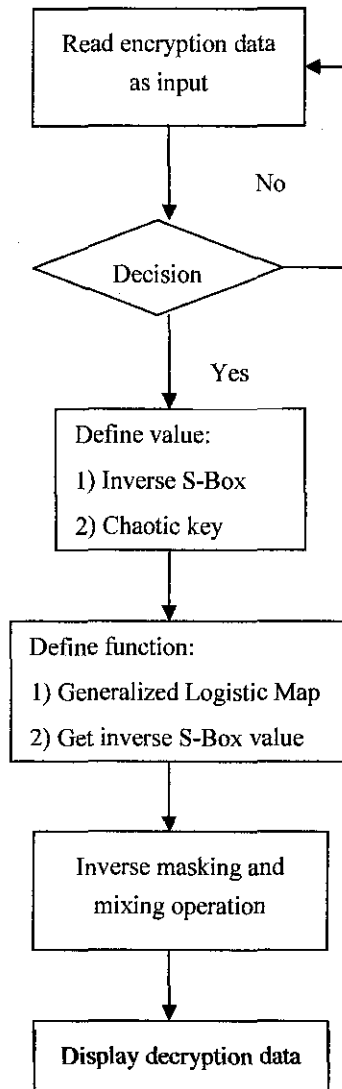 Read encryption data
as input
No
Decision
Yes
Define value:
1) Inverse S-Box
2) Chaotic key
Define function:
1) Generalized Logistic Map
2) Get inverse S-Box value
Inverse masking and
mixing operation
Display decryption data